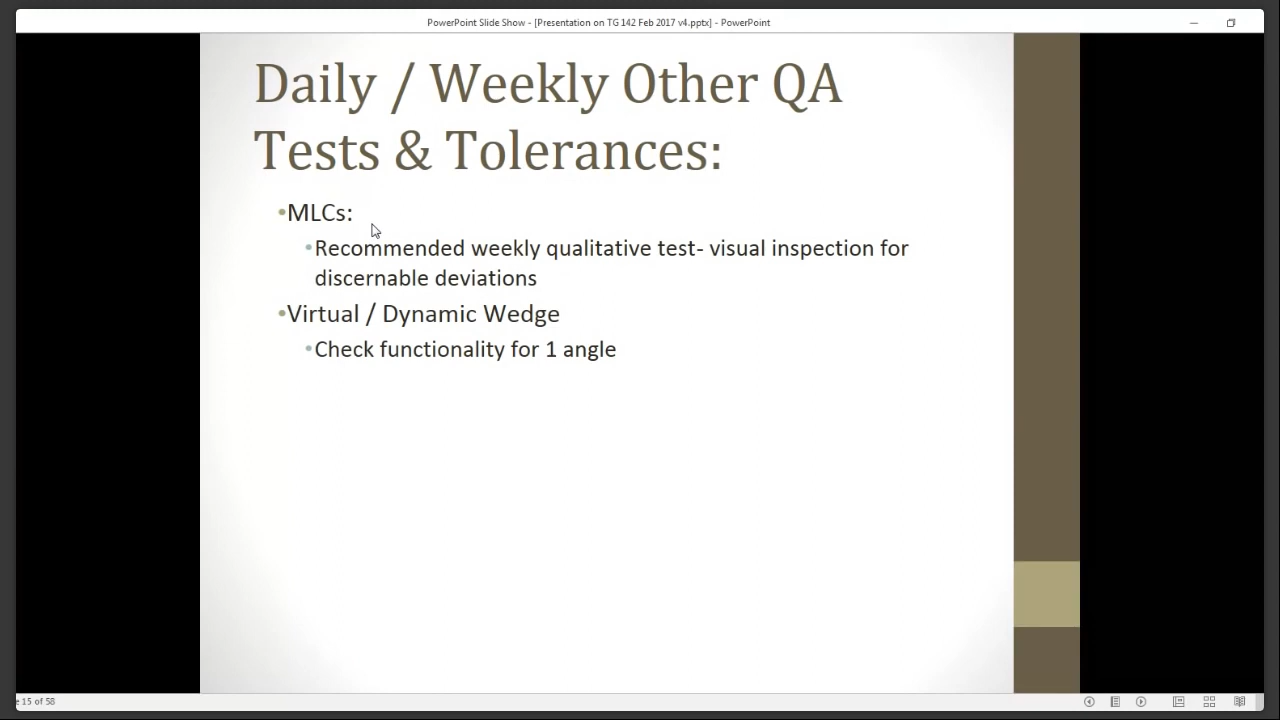 PowerPoint Slide Show - [Presentation on TG 142 Feb 2017 v4.pptx] - PowerPoint
Daily / Weekly Other QA
Tests & Tolerances:
•MLCs:
•Recommended weekly qualitative test- visual inspection for
discernable deviations
•Virtual / Dynamic Wedge
•Check functionality for 1 angle
e 15 of 58